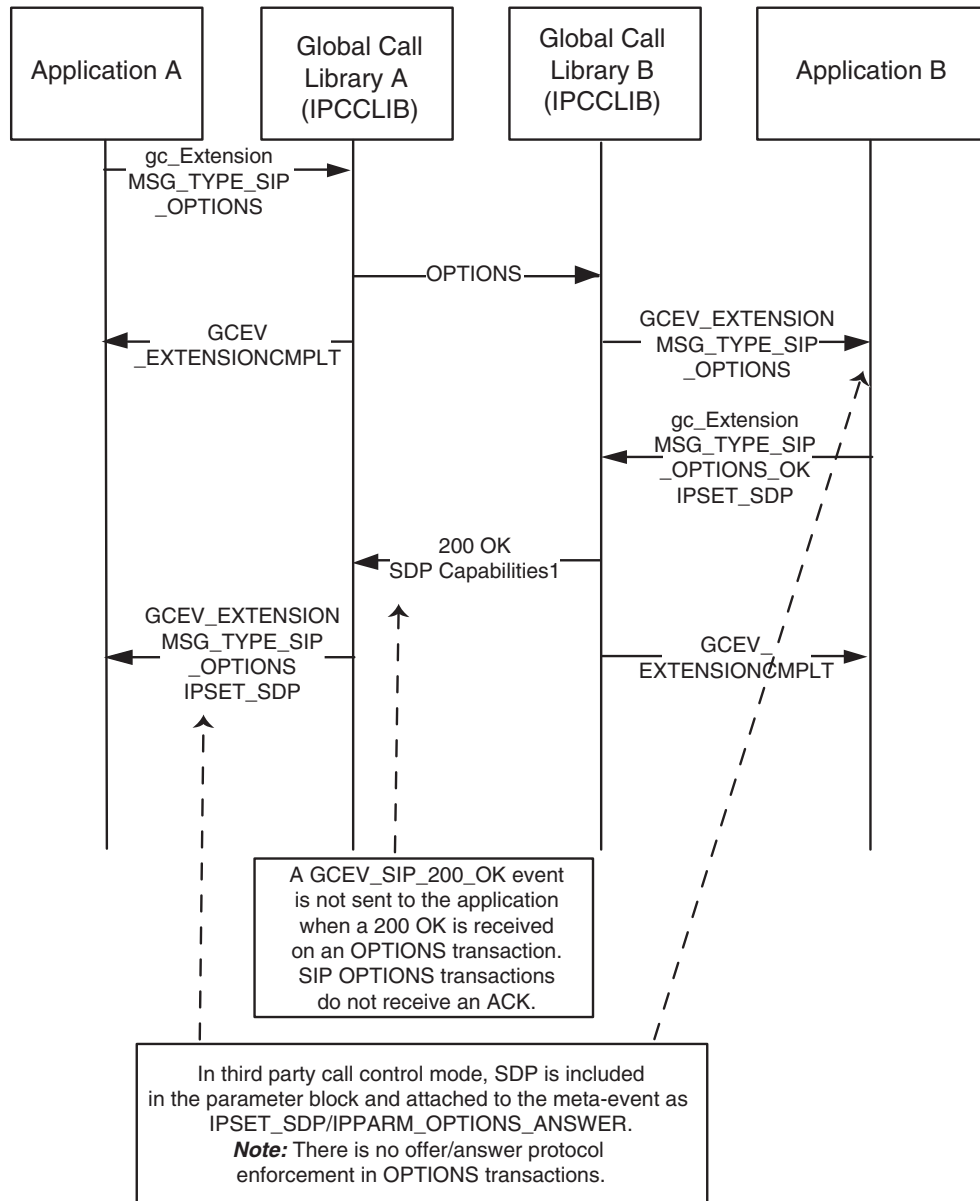 Application A
Global Call
Library A
(IPCCLIB)
Global Call
Library B
(IPCCLIB)
Application B
gc_Extension
MSG_TYPE_SIP
_OPTIONS
OPTIONS
GCEV
_EXTENSIONCMPLT
GCEV_EXTENSION
MSG_TYPE_SIP
_OPTIONS
gc_Extension
MSG_TYPE_SIP
_OPTIONS_OK
IPSET_SDP
200 OK
SDP Capabilities1
GCEV_EXTENSION
MSG_TYPE_SIP
_OPTIONS
IPSET_SDP
GCEV_
EXTENSIONCMPLT
A GCEV_SIP_200_OK event
is not sent to the application
when a 200 OK is received
on an OPTIONS transaction.
SIP OPTIONS transactions
do not receive an ACK.
In third party call control mode, SDP is included
in the parameter block and attached to the meta-event as
IPSET_SDP/IPPARM_OPTIONS_ANSWER.
Note: There is no offer/answer protocol
enforcement in OPTIONS transactions.